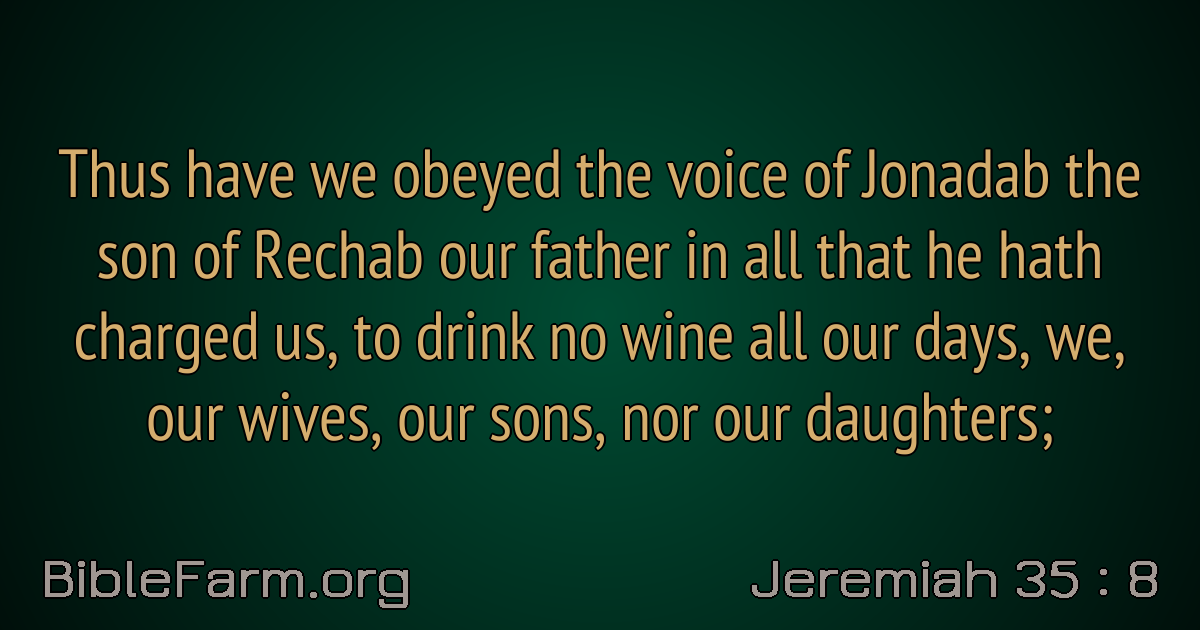 Thus have we obeyed the voice of Jonadab the
son of Rechab our father in all that he hath
charged us, to drink no wine all our days, we,
our wives, our sons, nor our daughters;
BibleFarm.org
Jeremiah 35 : 8